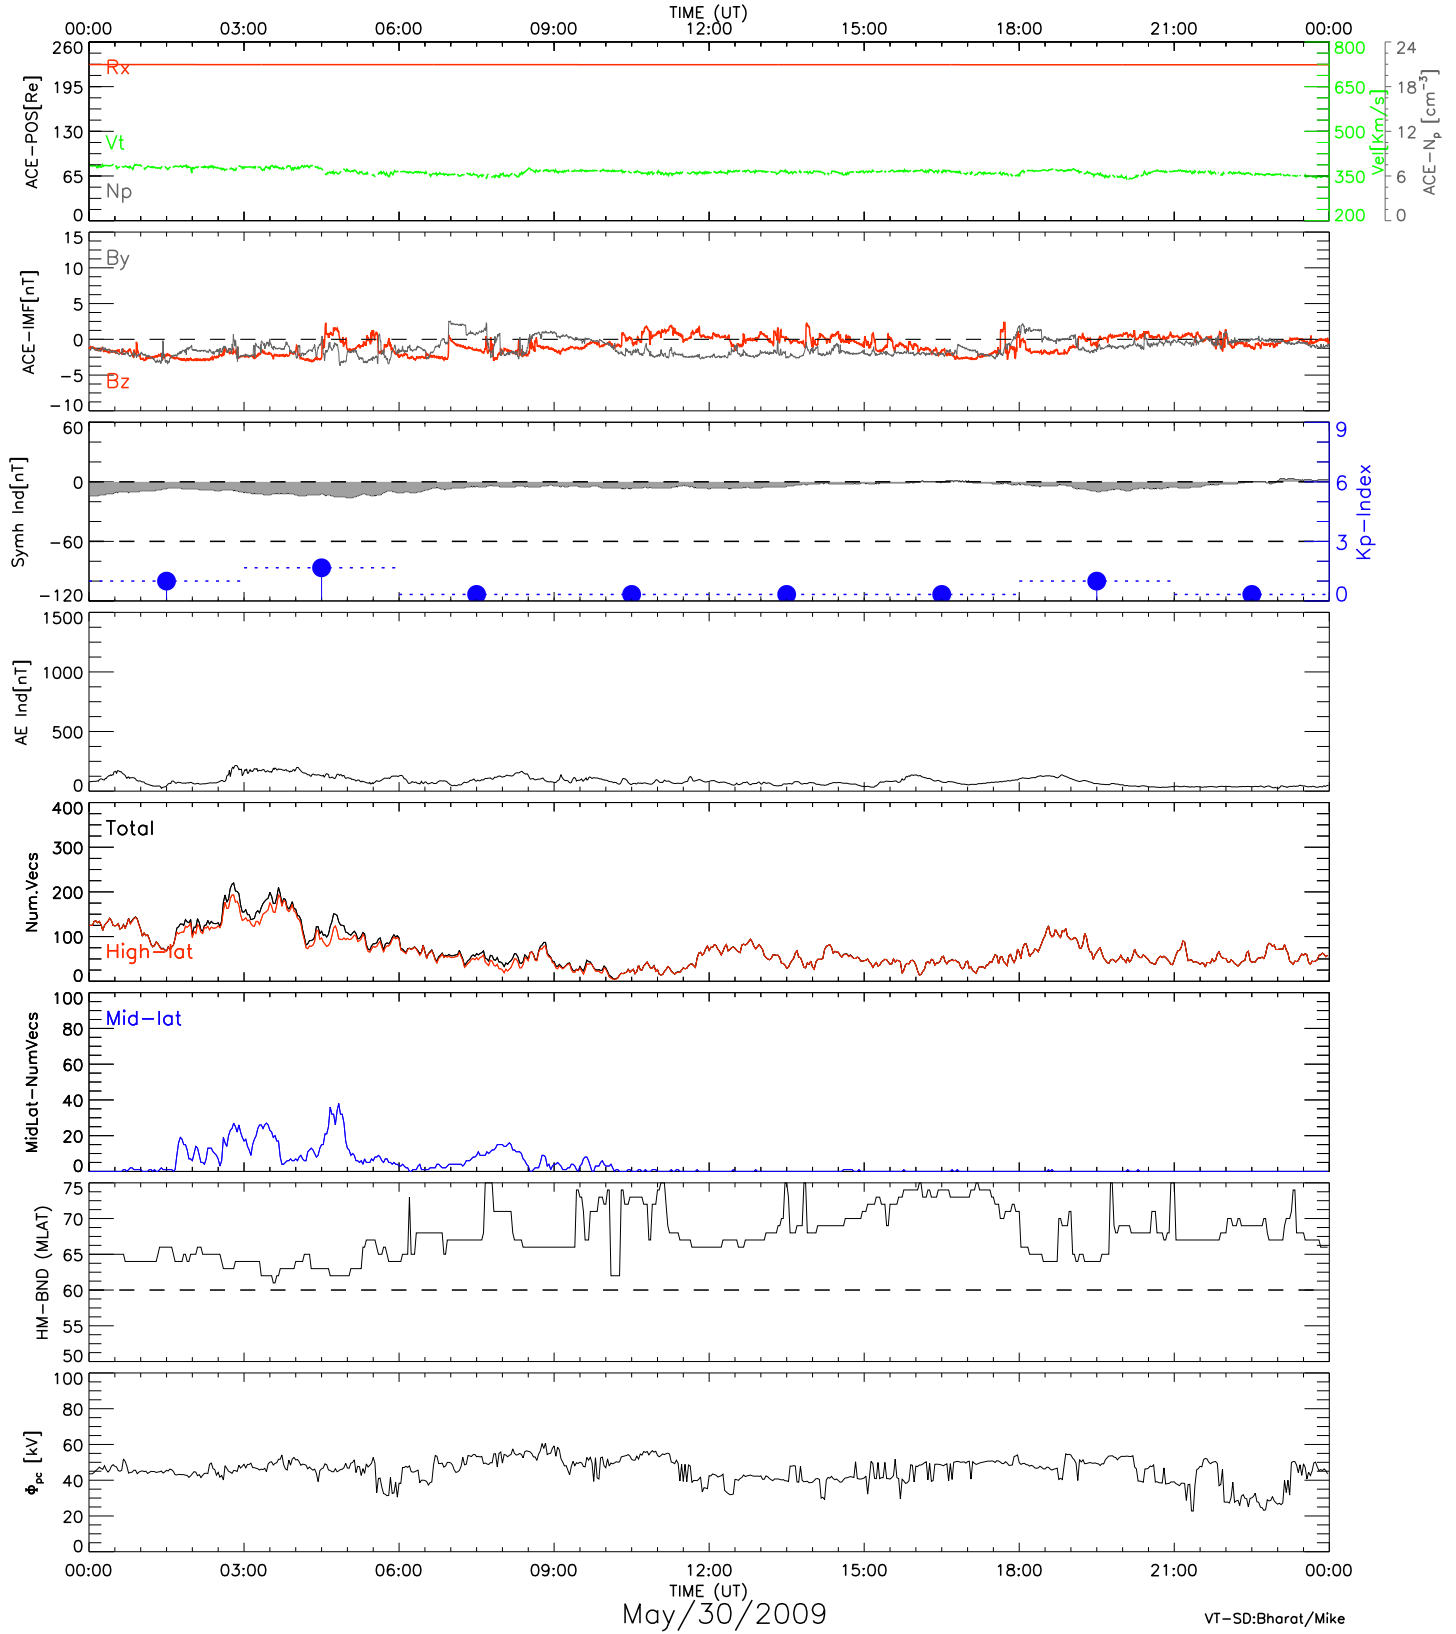 TIME (UT)
00:00 03:00 06:00 09:00 12:00 15:00 18:00 21:00 00:00
260 195 130 65 0
ACE-POS[Re]
Rx
Vt
Np
800 650 500 350 200
Vel[Km/s]
24 18 12 6 0
ACE-Np [cm⁻³]
15 10 5 0 -5 -10
ACE-IMF[nT]
By
Bz
60 0 -60 -120
Symh Ind[nT]
9 6 3 0
Kp-Index
1500 1000 500 0
AE Ind[nT]
400 300 200 100 0
Num.Vecs
Total
High-lat
100 80 60 40 20 0
MidLat-NumVecs
Mid-lat
75 70 65 60 55 50
HM-BND (MLAT)
100 80 60 40 20 0
Φpc [kV]
00:00 03:00 06:00 09:00 12:00 15:00 18:00 21:00 00:00
TIME (UT)
May/30/2009
VT-SD:Bharat/Mike